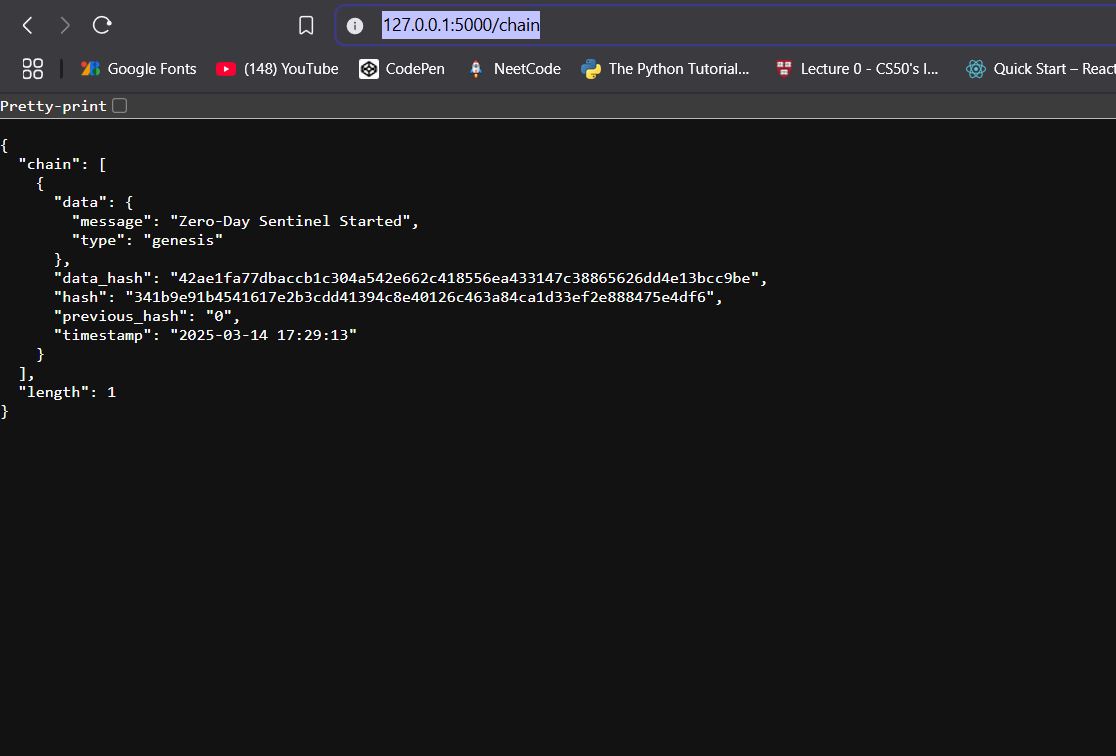 127.0.0.1:5000/chain
Google Fonts (148) YouTube CodePen NeetCode The Python Tutorial... Lecture 0 - CS50's I... Quick Start – React
Pretty-print
{
  "chain": [
    {
      "data": {
        "message": "Zero-Day Sentinel Started",
        "type": "genesis"
      },
      "data_hash": "42ae1fa77dbaccb1c304a542e662c418556ea433147c38865626dd4e13bcc9be",
      "hash": "341b9e91b4541617e2b3cdd41394c8e40126c463a84ca1d33ef2e888475e4df6",
      "previous_hash": "0",
      "timestamp": "2025-03-14 17:29:13"
    }
  ],
  "length": 1
}